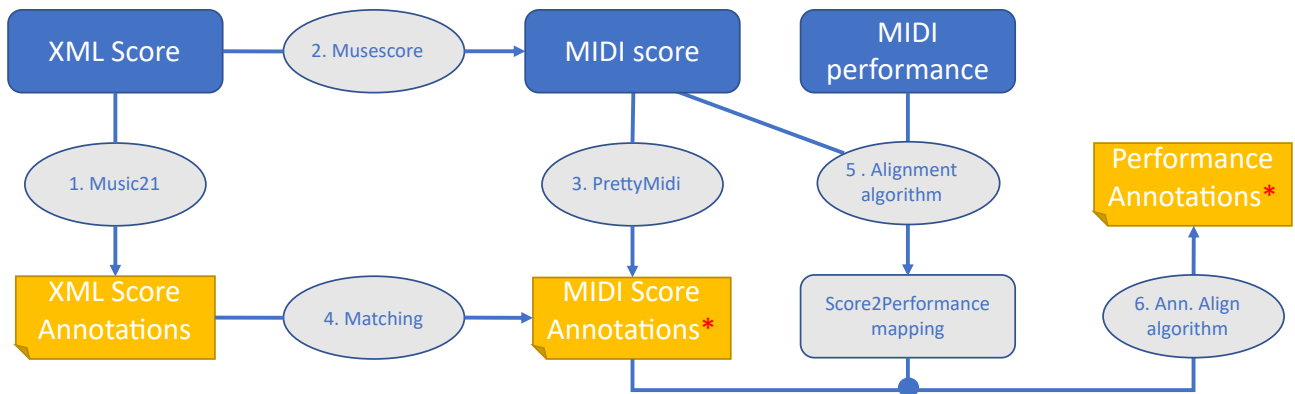 XML Score
2. Musescore
MIDI score
MIDI
performance
1. Music21
3. PrettyMidi
5 . Alignment
algorithm
Performance
Annotations*
XML Score
Annotations
4. Matching
MIDI Score
Annotations*
Score2Performance
mapping
6. Ann. Align
algorithm